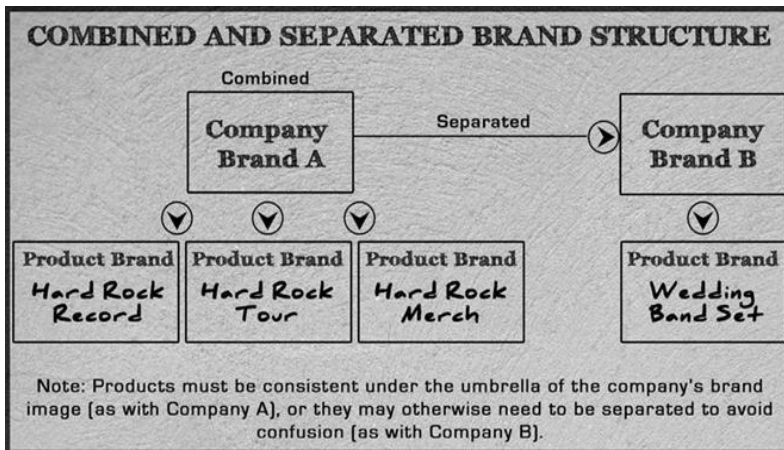 COMBINED AND SEPARATED BRAND STRUCTURE
Combined
Company
Brand A
Separated
Company
Brand B
Product Brand
Hard Rock
Record
Product Brand
Hard Rock
Tour
Product Brand
Hard Rock
Merch
Product Brand
Wedding
Band Set
Note: Products must be consistent under the umbrella of the company's brand
image (as with Company A), or they may otherwise need to be separated to avoid
confusion (as with Company B).